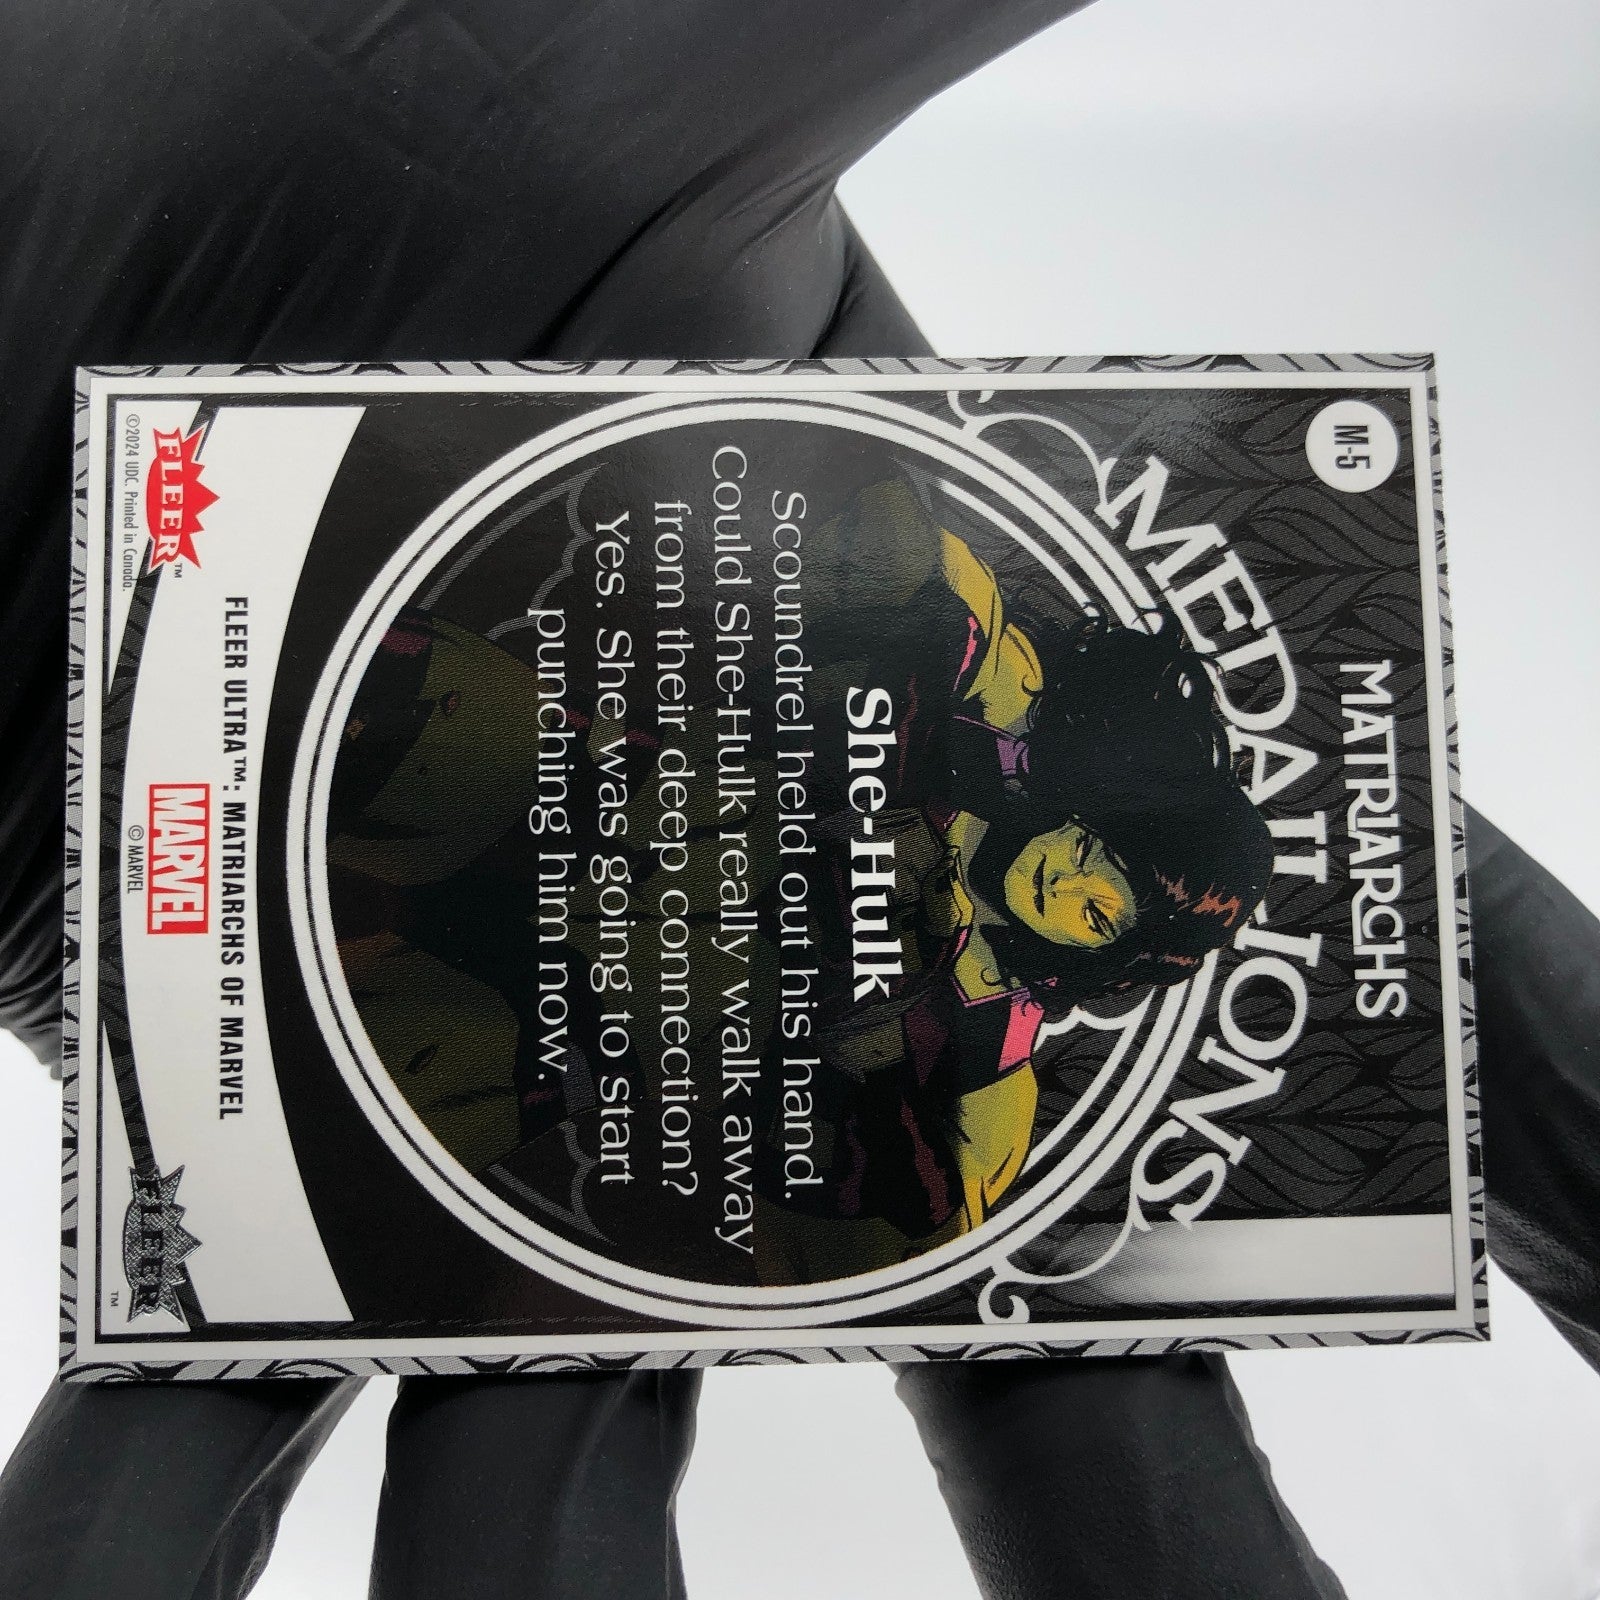 M-5
MATRIARCHS
MEDALLIONS
She-Hulk
Scoundrel held out his hand.
Could She-Hulk really walk away
from their deep connection?
Yes. She was going to start
punching him now.
FLEER ULTRA™: MATRIARCHS OF MARVEL
FLEER™
MARVEL
FLEER™
©2024 UDC. Printed in Canada.
© MARVEL